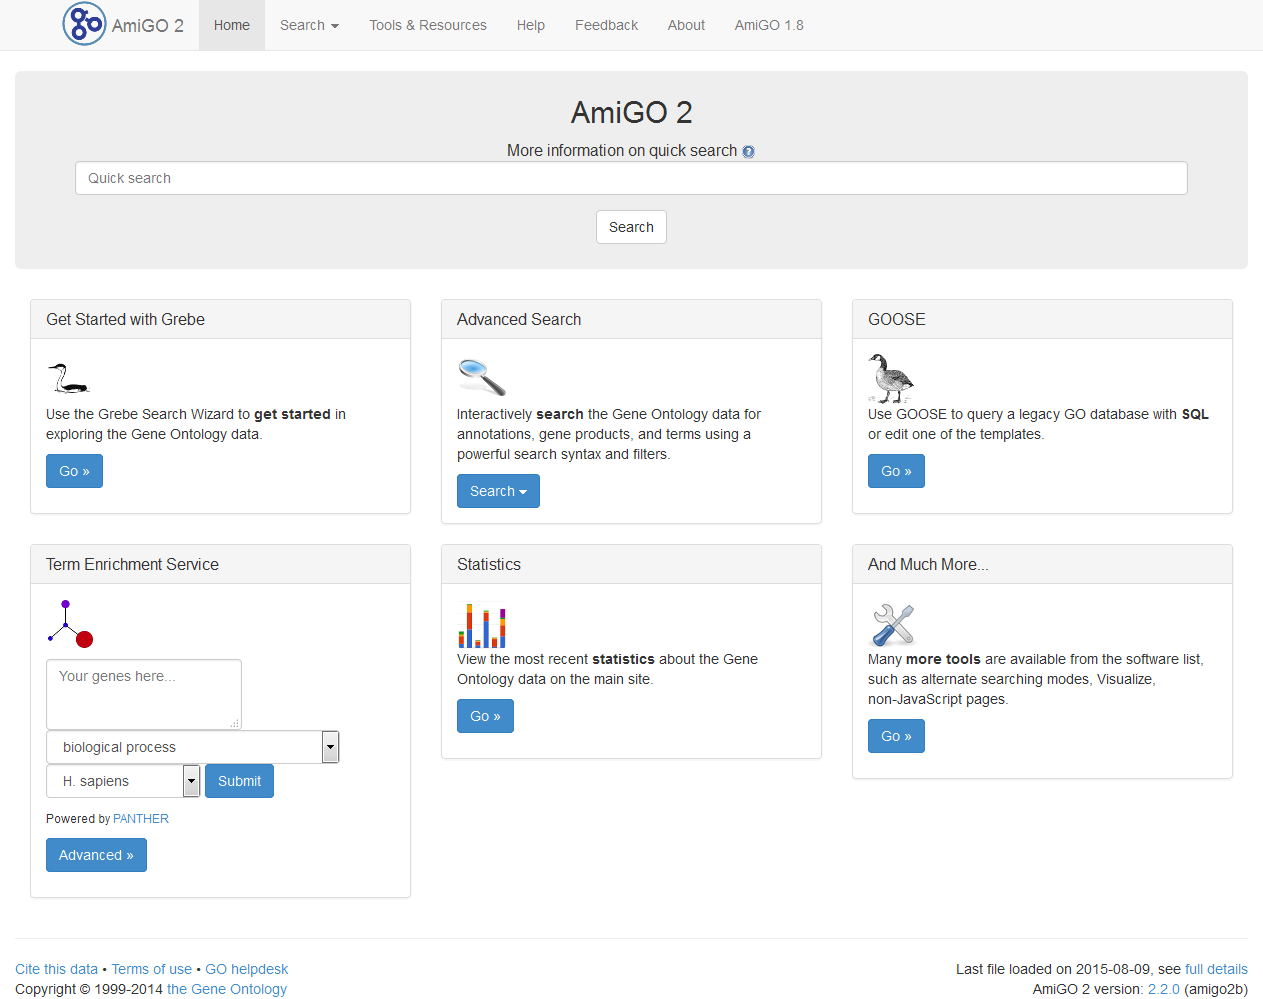 go AmiGO 2 Home Search Tools & Resources Help Feedback About AmiGO 1.8
AmiGO 2
More information on quick search ?
Quick search
Search
Get Started with Grebe
Use the Grebe Search Wizard to get started in
exploring the Gene Ontology data.
Go »
Advanced Search
Interactively search the Gene Ontology data for
annotations, gene products, and terms using a
powerful search syntax and filters.
Search
GOOSE
Use GOOSE to query a legacy GO database with SQL
or edit one of the templates.
Go »
Term Enrichment Service
Your genes here...
biological process
H. sapiens Submit
Powered by PANTHER
Advanced »
Statistics
View the most recent statistics about the Gene
Ontology data on the main site.
Go »
And Much More...
Many more tools are available from the software list,
such as alternate searching modes, Visualize,
non-JavaScript pages.
Go »
Cite this data • Terms of use • GO helpdesk
Copyright © 1999-2014 the Gene Ontology
Last file loaded on 2015-08-09, see full details
AmiGO 2 version: 2.2.0 (amigo2b)